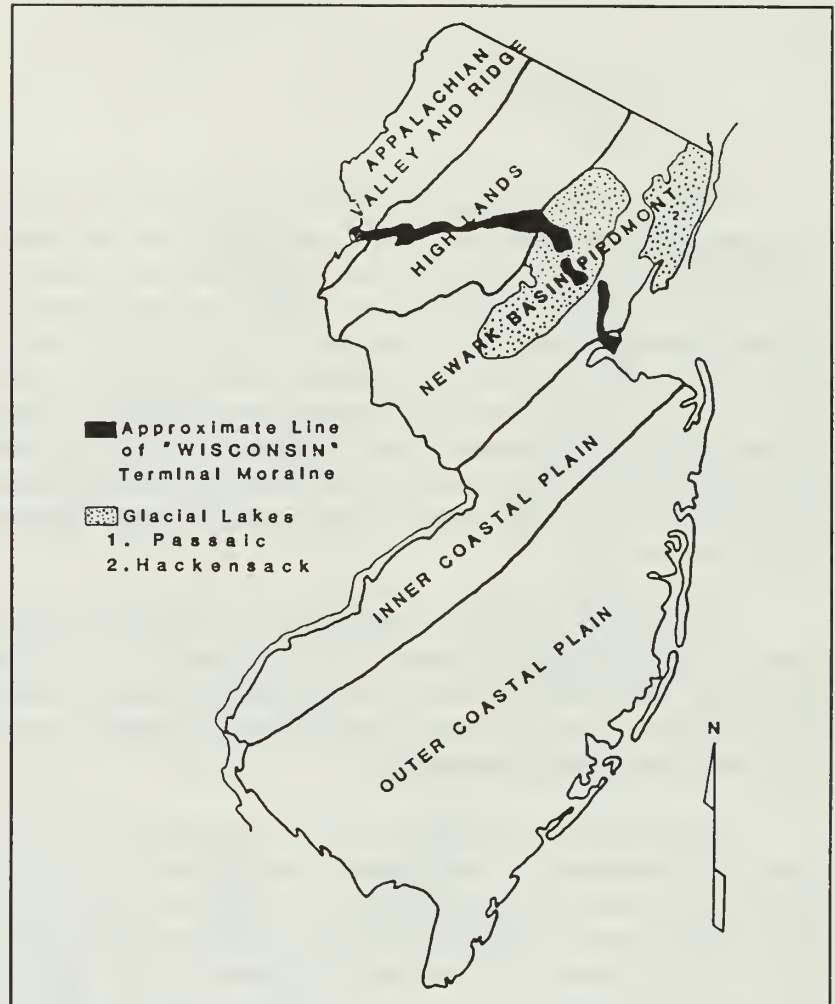 APPALACHIAN
VALLEY AND RIDGE
HIGH LANDS
1
2
NEWARK BASIN PIEDMONT
Approximate Line
of "WISCONSIN"
Terminal Moraine
Glacial Lakes
1. Passaic
2. Hackensack
INNER COASTAL PLAIN
OUTER COASTAL PLAIN
N